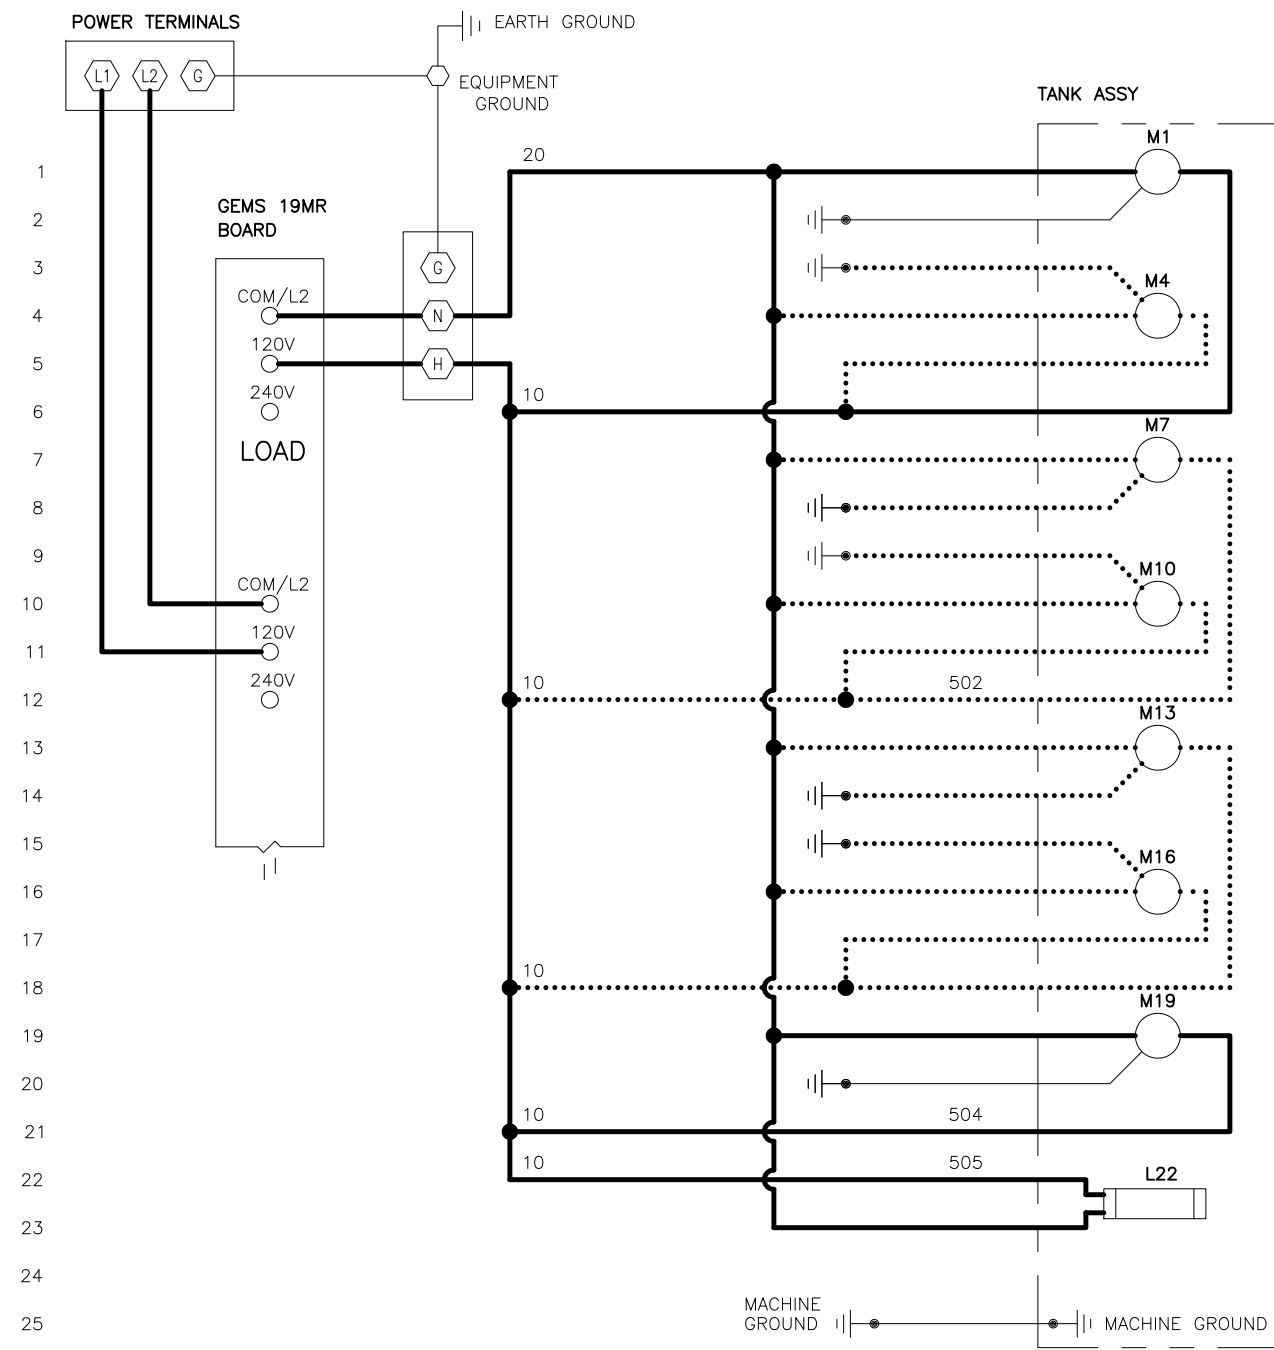 POWER TERMINALS
EARTH GROUND
L1 L2 G
EQUIPMENT
GROUND
TANK ASSY
M1
20
1
GEMS 19MR
BOARD
2
3
G
M4
COM/L2
4
N
120V
5
H
240V
10
6
M7
LOAD
7
8
9
M10
COM/L2
10
120V
11
240V
10
502
12
M13
13
14
15
M16
16
17
10
18
M19
19
20
10
504
21
10
505
L22
22
23
24
MACHINE
GROUND
25
MACHINE GROUND